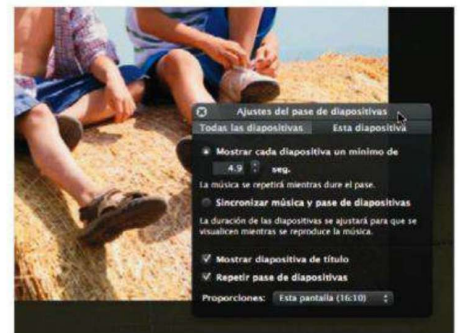 Ajustes del pase de diapositivas
Todas las diapositivas Esta diapositiva
Mostrar cada diapositiva un mínimo de
4.9 seg.
La música se repetirá mientras dure el pase.
Sincronizar música y pase de diapositivas
La duración de las diapositivas se ajustará para que se
visualicen mientras se reproduce la música.
Mostrar diapositiva de título
Repetir pase de diapositivas
Proporciones: Esta pantalla (16:10)